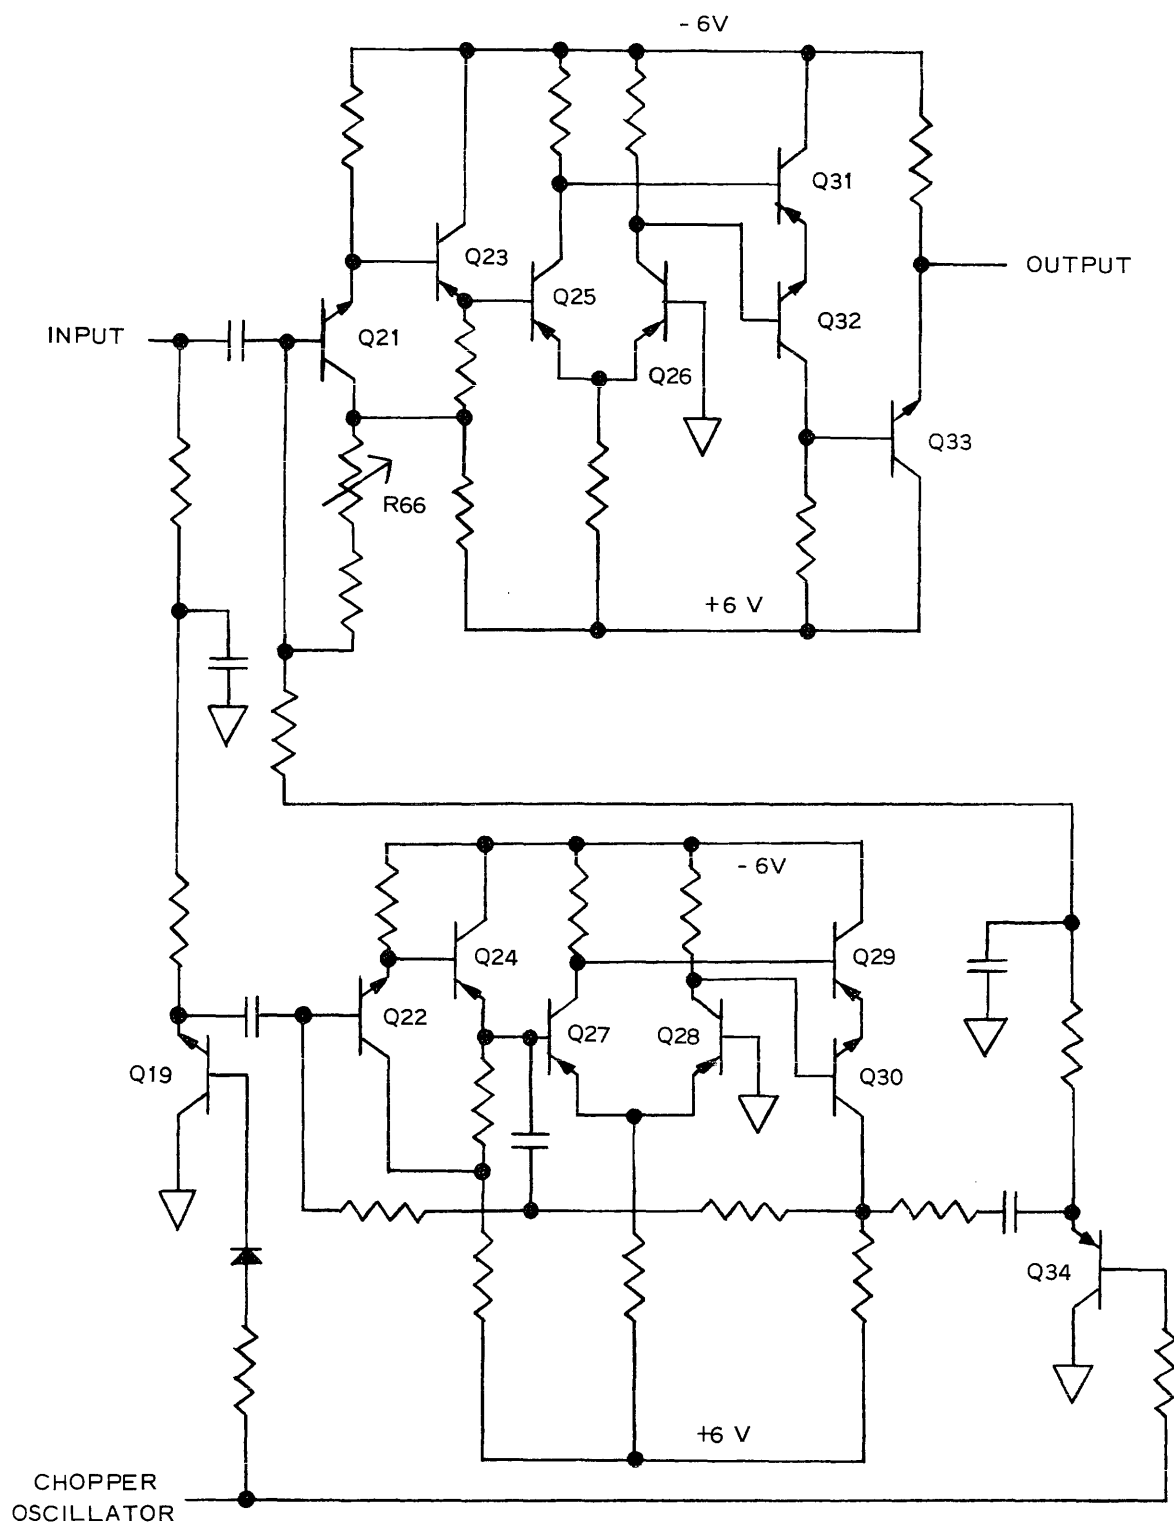 - 6V
Q31
Q23
OUTPUT
Q25
Q32
INPUT
Q21
Q26
Q33
R66
+6 V
- 6V
Q24
Q29
Q22
Q27
Q28
Q19
Q30
Q34
+6 V
CHOPPER
OSCILLATOR